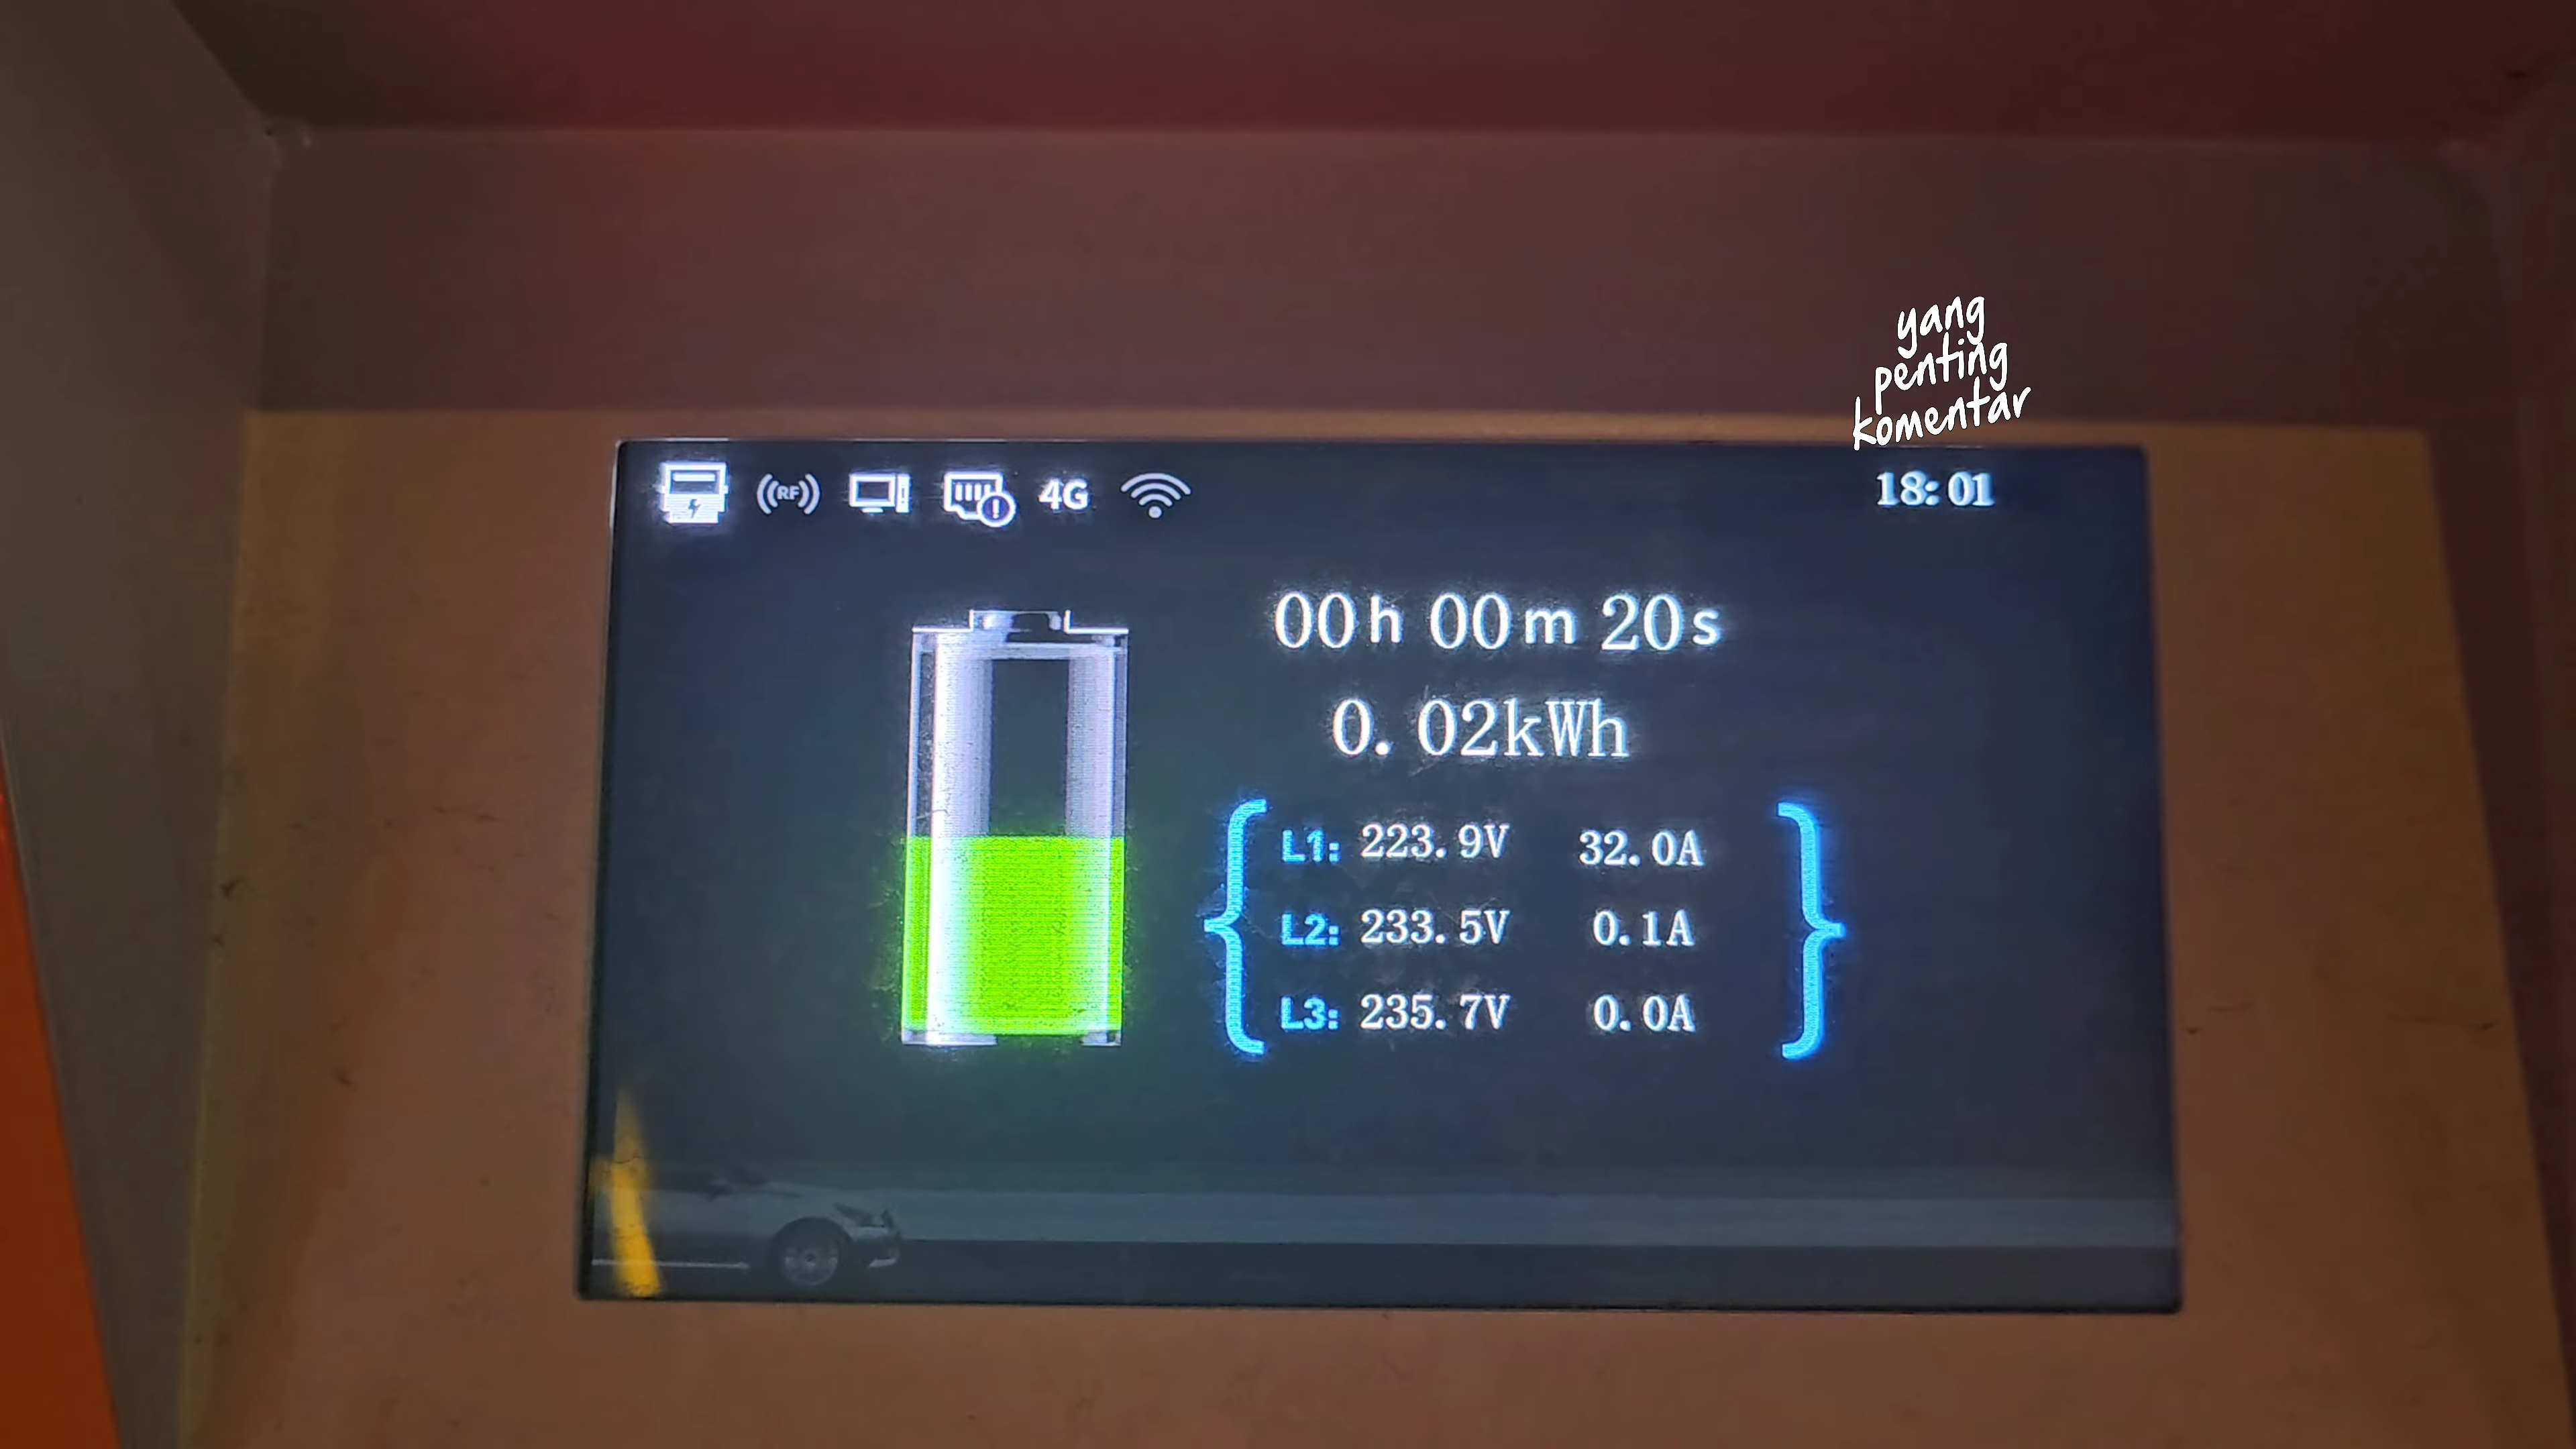 yang
penting
komentar
RF 4G 18:01
00h 00m 20s
0.02kWh
L1: 223.9V 32.0A
L2: 233.5V 0.1A
L3: 235.7V 0.0A